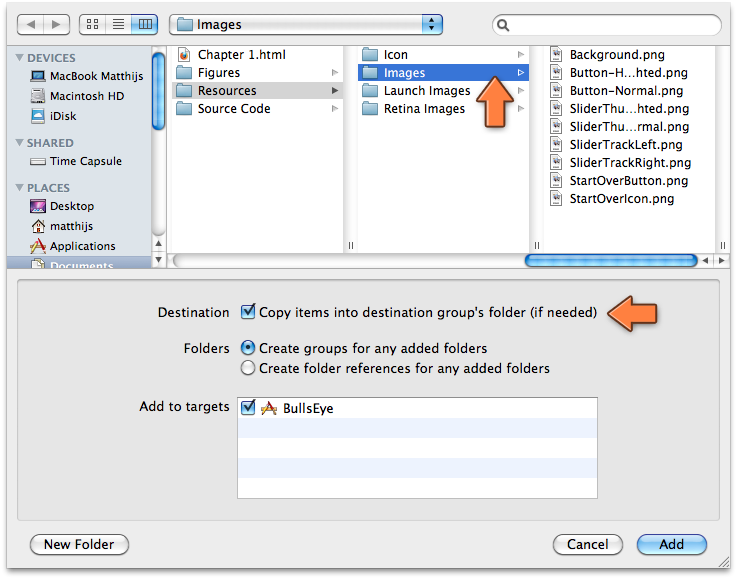 Images
DEVICES
MacBook Matthijs
Macintosh HD
iDisk
SHARED
Time Capsule
PLACES
Desktop
matthijs
Applications
Documents
Chapter 1.html
Figures
Resources
Source Code
Icon
Images
Launch Images
Retina Images
Background.png
Button-H...hted.png
Button-Normal.png
SliderThu...hted.png
SliderThu...rmal.png
SliderTrackLeft.png
SliderTrackRight.png
StartOverButton.png
StartOverIcon.png
Destination Copy items into destination group's folder (if needed)
Folders Create groups for any added folders
Create folder references for any added folders
Add to targets BullsEye
New Folder Cancel Add